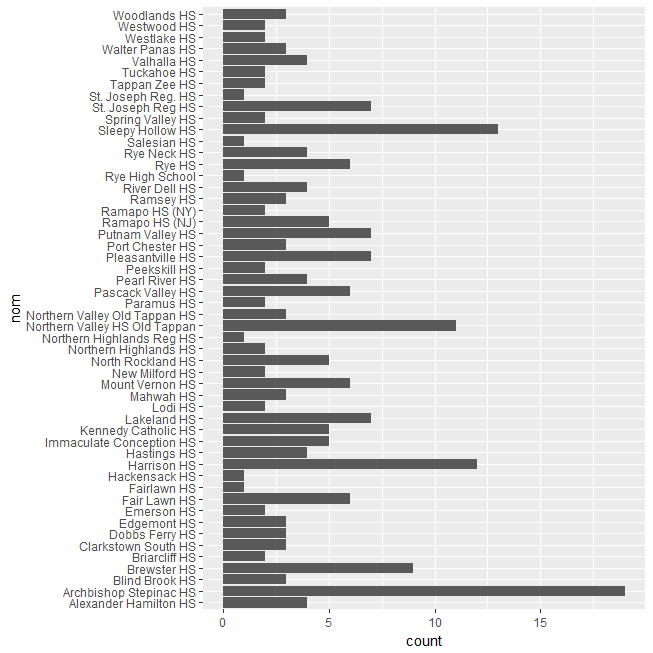 Woodlands HS
Westwood HS
Westlake HS
Walter Panas HS
Valhalla HS
Tuckahoe HS
Tappan Zee HS
St. Joseph Reg. HS
St. Joseph Reg HS
Spring Valley HS
Sleepy Hollow HS
Salesian HS
Rye Neck HS
Rye HS
Rye High School
River Dell HS
Ramsey HS
Ramapo HS (NY)
Ramapo HS (NJ)
Putnam Valley HS
Port Chester HS
Pleasantville HS
Peekskill HS
Pearl River HS
Pascack Valley HS
Paramus HS
Northern Valley Old Tappan HS
Northern Valley HS Old Tappan
Northern Highlands Reg HS
Northern Highlands HS
North Rockland HS
New Milford HS
Mount Vernon HS
Mahwah HS
Lodi HS
Lakeland HS
Kennedy Catholic HS
Immaculate Conception HS
Hastings HS
Harrison HS
Hackensack HS
Fairlawn HS
Fair Lawn HS
Emerson HS
Edgemont HS
Dobbs Ferry HS
Clarkstown South HS
Briarcliff HS
Brewster HS
Blind Brook HS
Archbishop Stepinac HS
Alexander Hamilton HS
nom
0 5 10 15
count